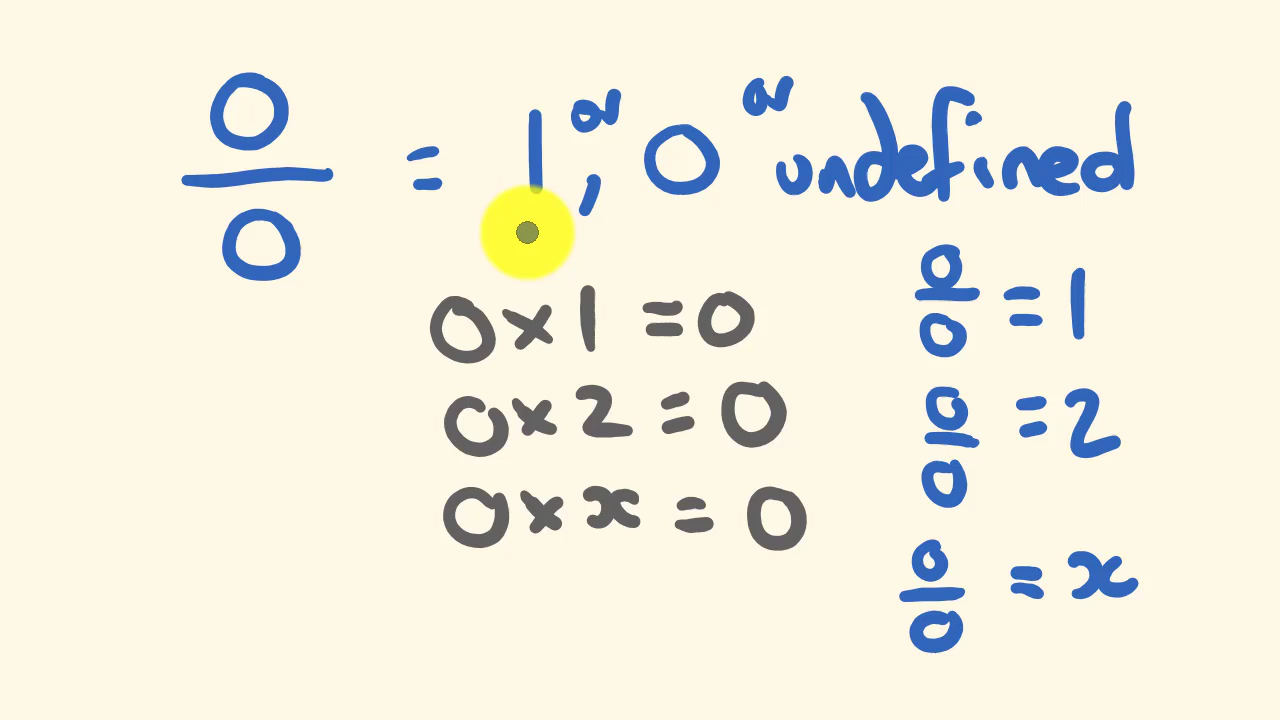 0/0 = 1, or 0 or undefined
0 × 1 = 0
0/0 = 1
0 × 2 = 0
0/0 = 2
0 × x = 0
0/0 = x